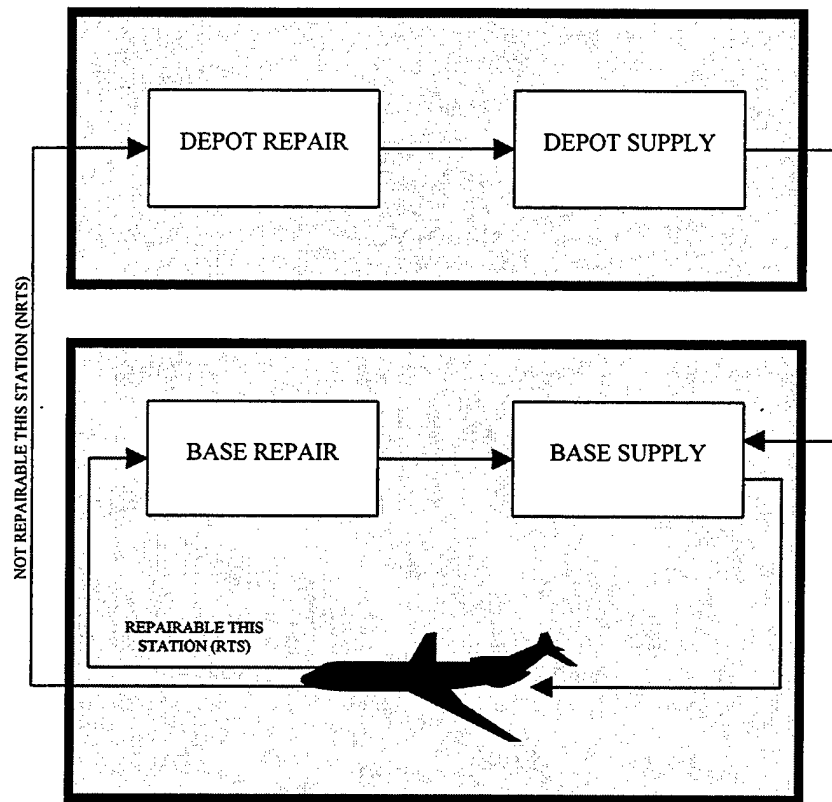 DEPOT REPAIR
DEPOT SUPPLY
NOT REPAIRABLE THIS STATION (NRTS)
BASE REPAIR
BASE SUPPLY
REPAIRABLE THIS
STATION (RTS)